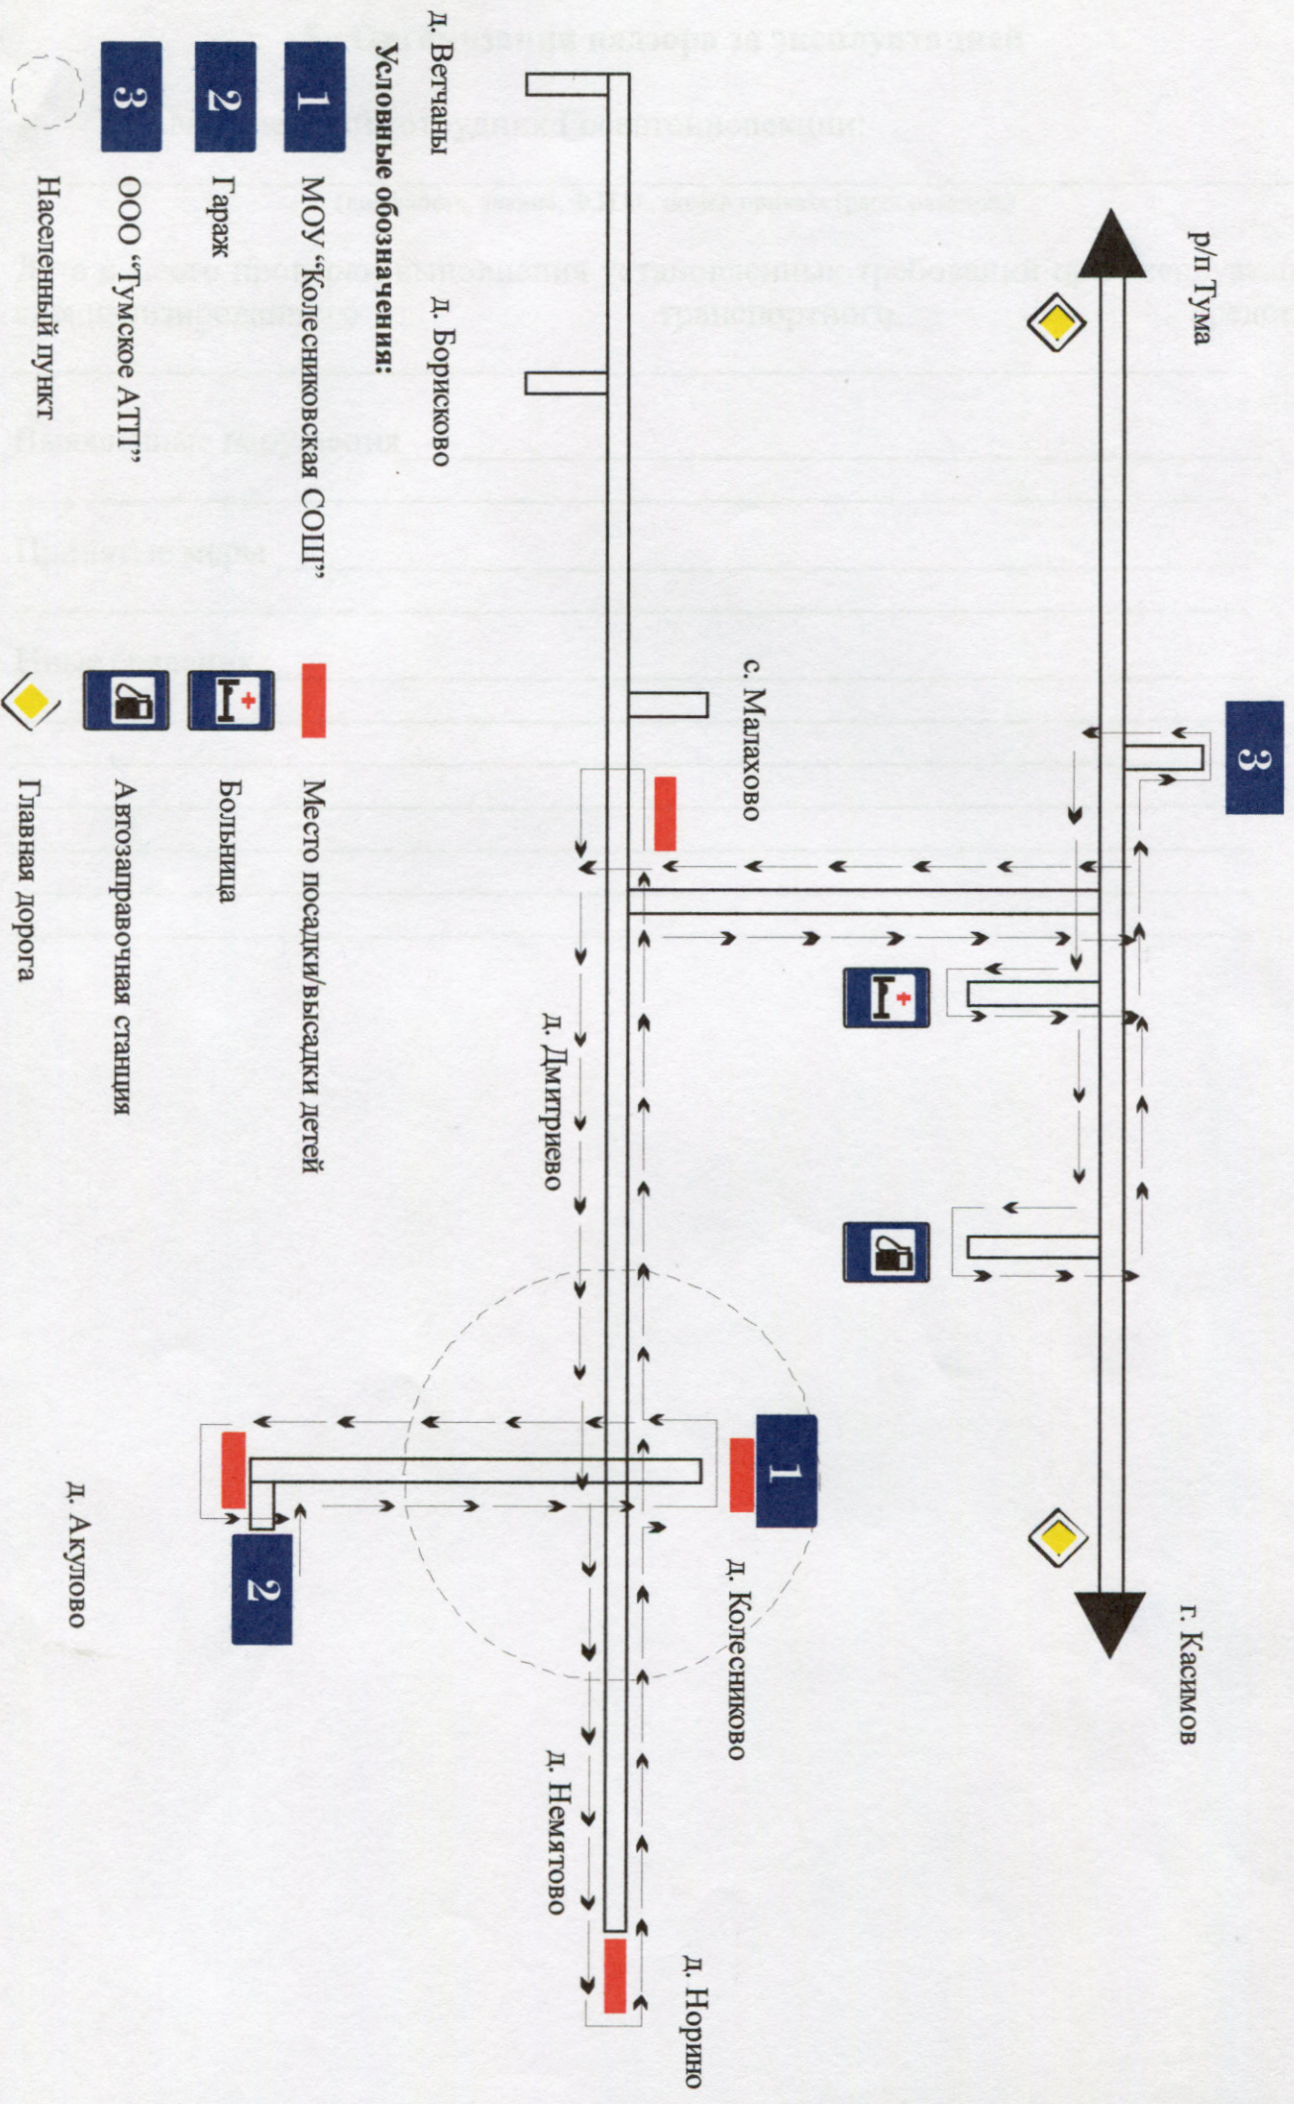 р/п Тума
г. Касимов
3
с. Малахово
1
д. Колесниково
д. Норино
д. Дмитриево
д. Немятово
д. Ветчаны
д. Борисково
2
д. Акулово
Условные обозначения:
1 МОУ “Колесниковская СОШ”
2 Гараж
3 ООО “Тумское АТП”
Населенный пункт
Место посадки/высадки детей
Больница
Автозаправочная станция
Главная дорога